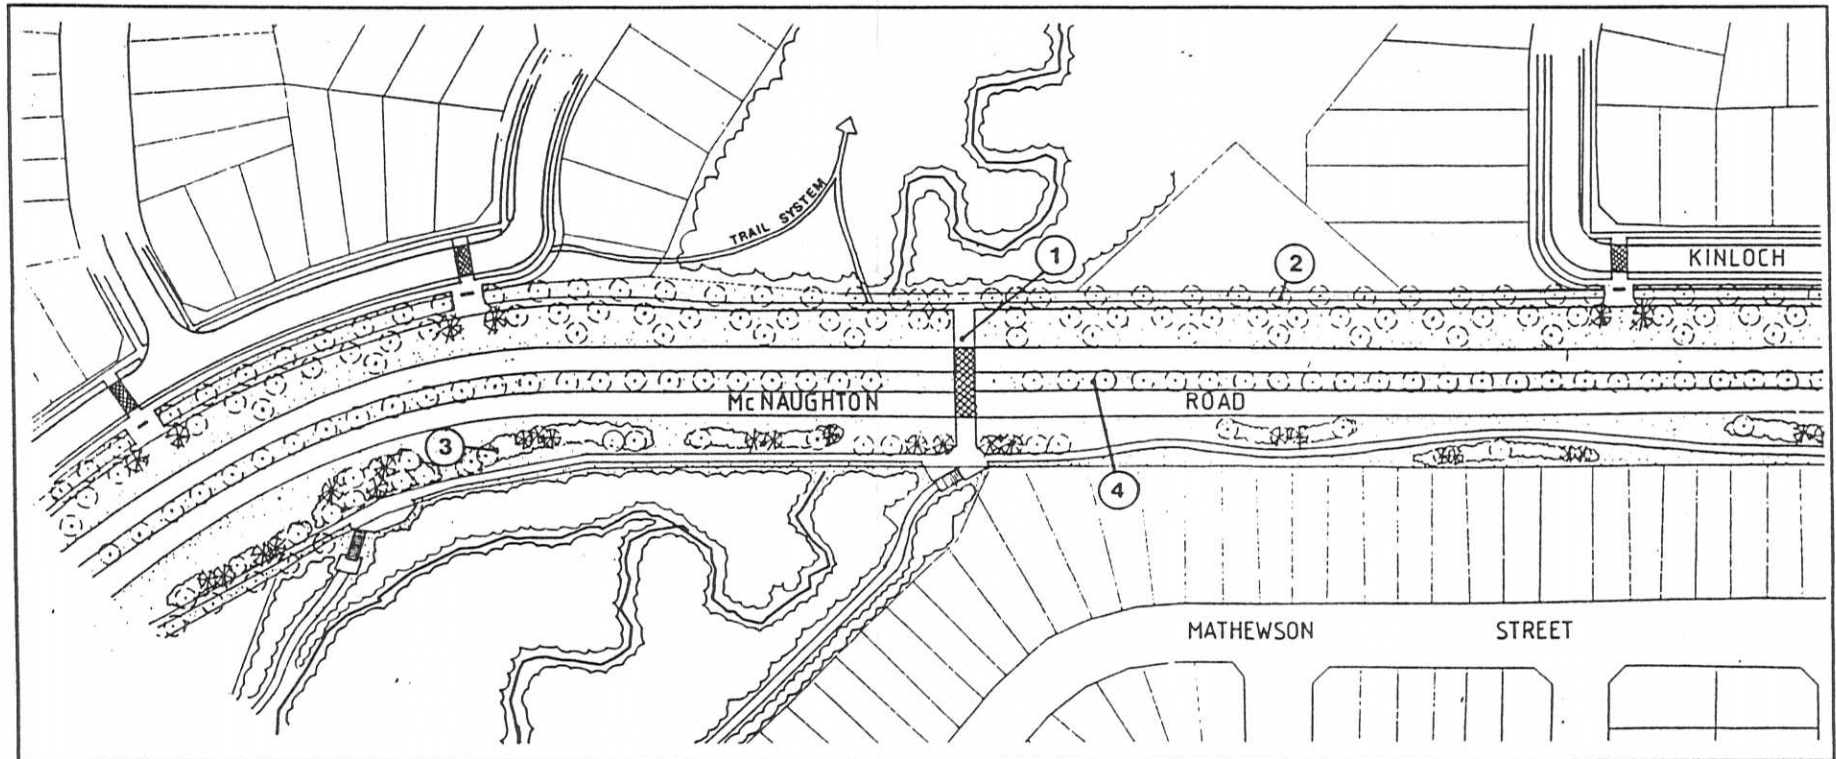 TRAIL SYSTEM
1
2
KINLOCH
McNAUGHTON ROAD
3
4
MATHEWSON STREET